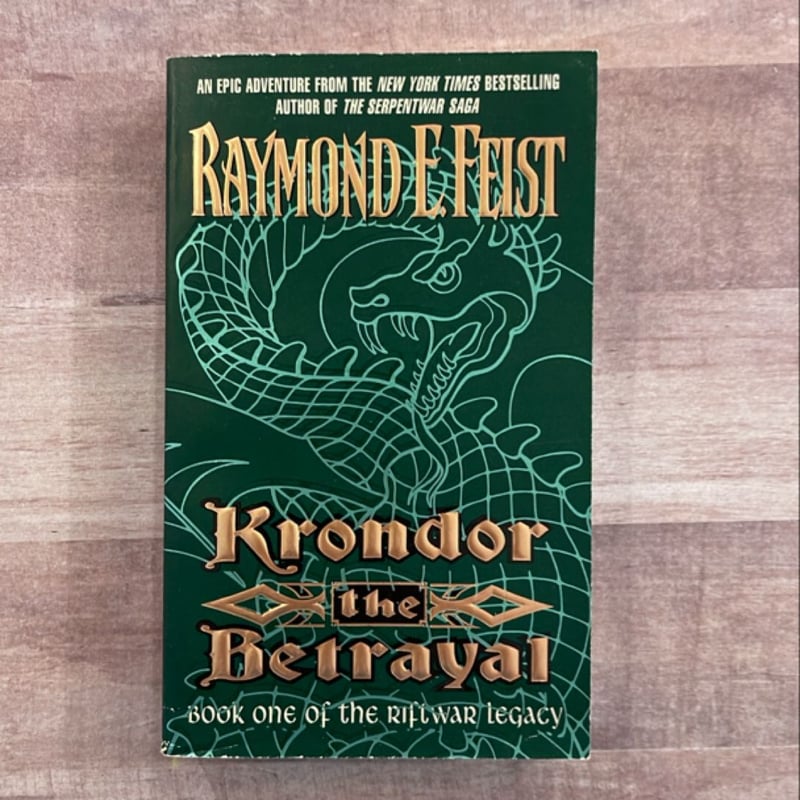 AN EPIC ADVENTURE FROM THE NEW YORK TIMES BESTSELLING
AUTHOR OF THE SERPENTWAR SAGA
RAYMOND E. FEIST
Krondor
the
Betrayal
BOOK ONE OF THE RIFTWAR LEGACY